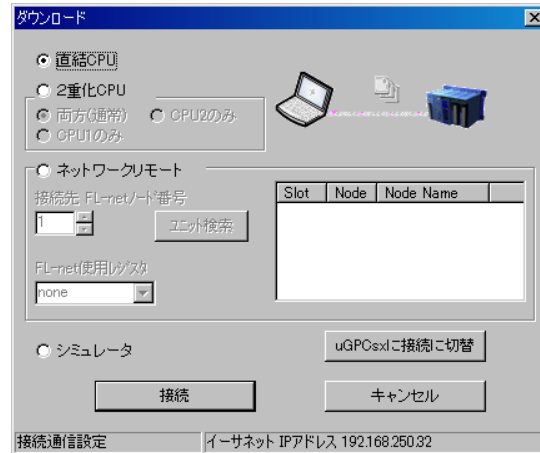 ダウンロード
直結CPU
2重化CPU
両方(通常) CPU2のみ
CPU1のみ
ネットワークリモート
接続先 FL-netノード番号
1 ユニット検索
Slot Node Node Name
FL-net使用レジスタ
none
シミュレータ
uGPCsxに接続に切替
接続 キャンセル
接続通信設定 イーサネット IPアドレス 192.168.250.32